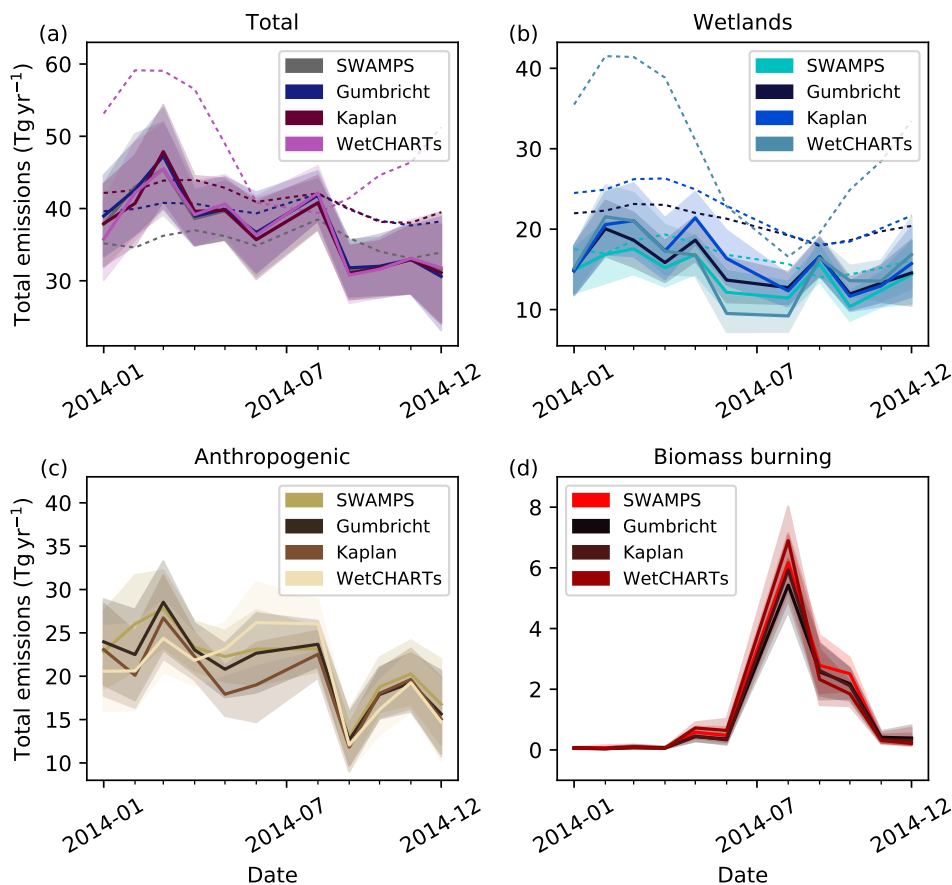 (a)
Total
60
50
40
30
Total emissions (Tg yr⁻¹)
SWAMPS
Gumbricht
Kaplan
WetCHARTs
2014-01
2014-07
2014-12
(b)
Wetlands
40
30
20
10
SWAMPS
Gumbricht
Kaplan
WetCHARTs
2014-01
2014-07
2014-12
(c)
Anthropogenic
40
35
30
25
20
15
10
Total emissions (Tg yr⁻¹)
SWAMPS
Gumbricht
Kaplan
WetCHARTs
2014-01
2014-07
2014-12
Date
(d)
Biomass burning
8
6
4
2
0
SWAMPS
Gumbricht
Kaplan
WetCHARTs
2014-01
2014-07
2014-12
Date